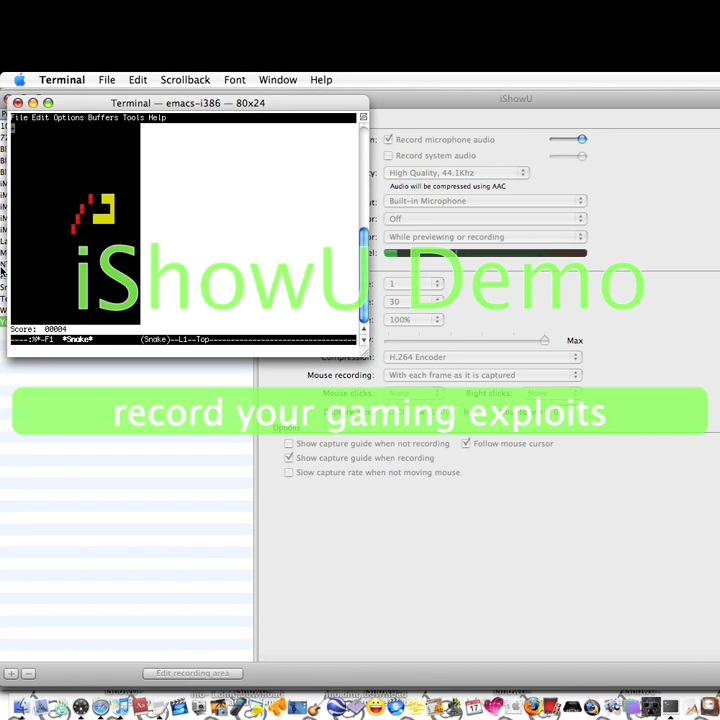 Terminal File Edit Scrollback Font Window Help
iShowU
Terminal — emacs-i386 — 80x24
File Edit Options Buffers Tools Help
Record microphone audio
Record system audio
High Quality, 44.1Khz
Audio will be compressed using AAC
Built-in Microphone
Off
While previewing or recording
iShowU Demo
1
30
100%
Max
Score: 00004
----:%*-F1 *Snake* (Snake)--L1--Top
Compression: H.264 Encoder
Mouse recording: With each frame as it is captured
Mouse clicks: None Right clicks: None
record your gaming exploits
Options
Show capture guide when not recording
Follow mouse cursor
Show capture guide when recording
Slow capture rate when not moving mouse
Edit recording area